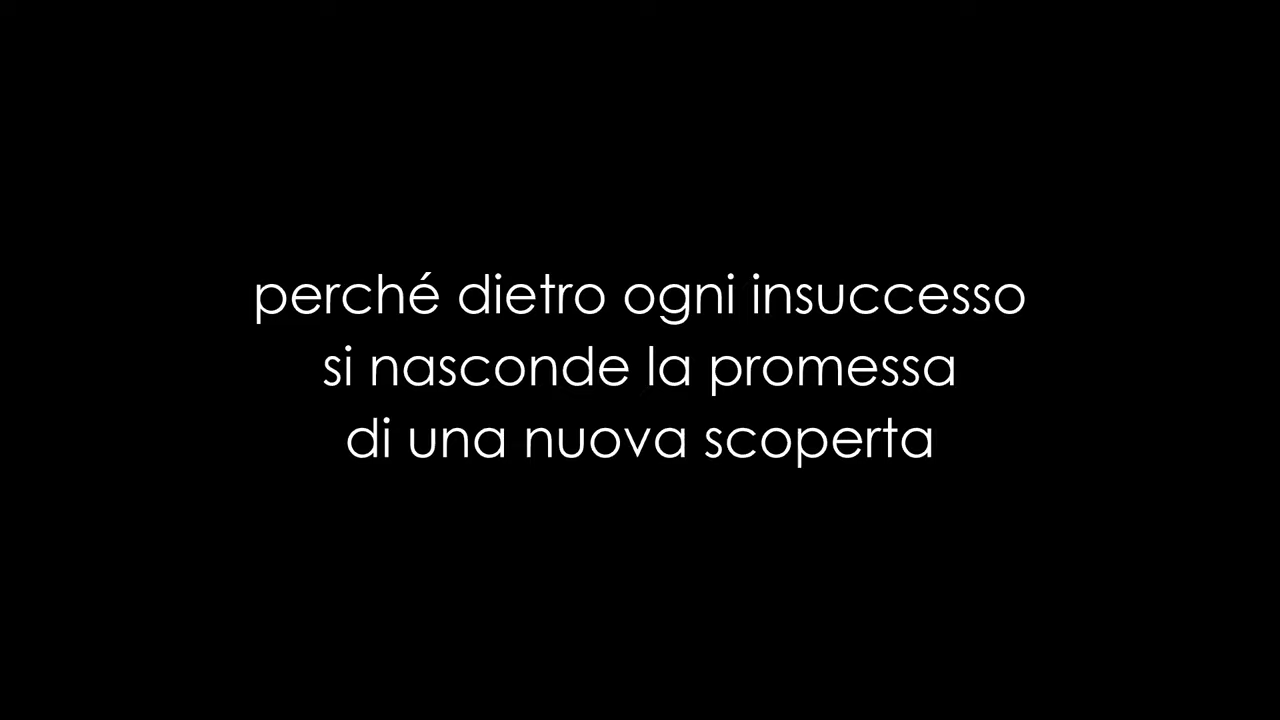 perché dietro ogni insuccesso
si nasconde la promessa
di una nuova scoperta